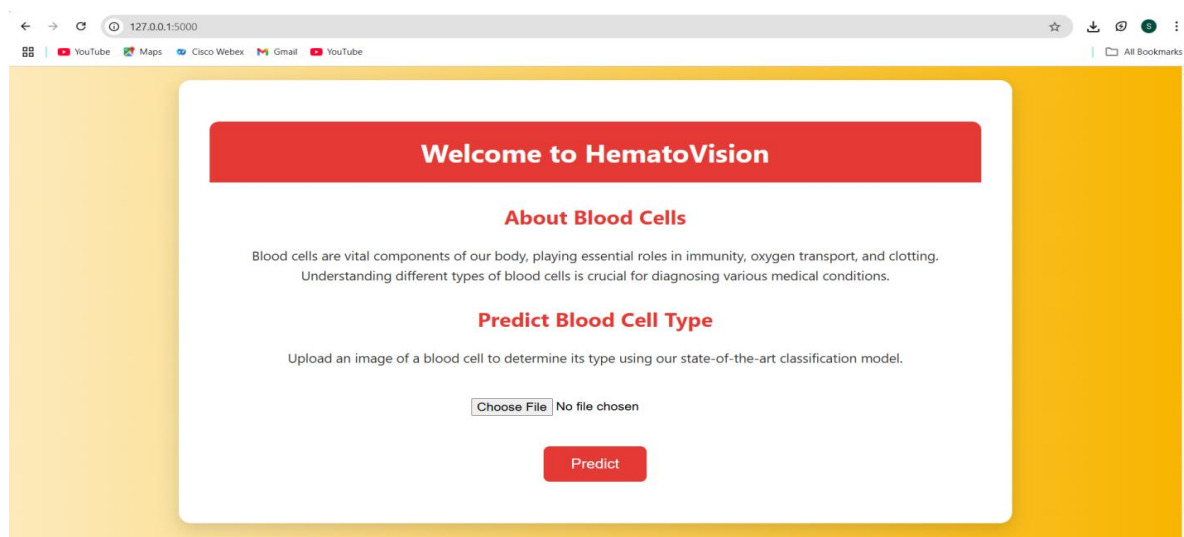 127.0.0.1:5000
S
YouTube Maps Cisco Webex Gmail YouTube All Bookmarks
Welcome to HematoVision
About Blood Cells
Blood cells are vital components of our body, playing essential roles in immunity, oxygen transport, and clotting.
Understanding different types of blood cells is crucial for diagnosing various medical conditions.
Predict Blood Cell Type
Upload an image of a blood cell to determine its type using our state-of-the-art classification model.
Choose File No file chosen
Predict